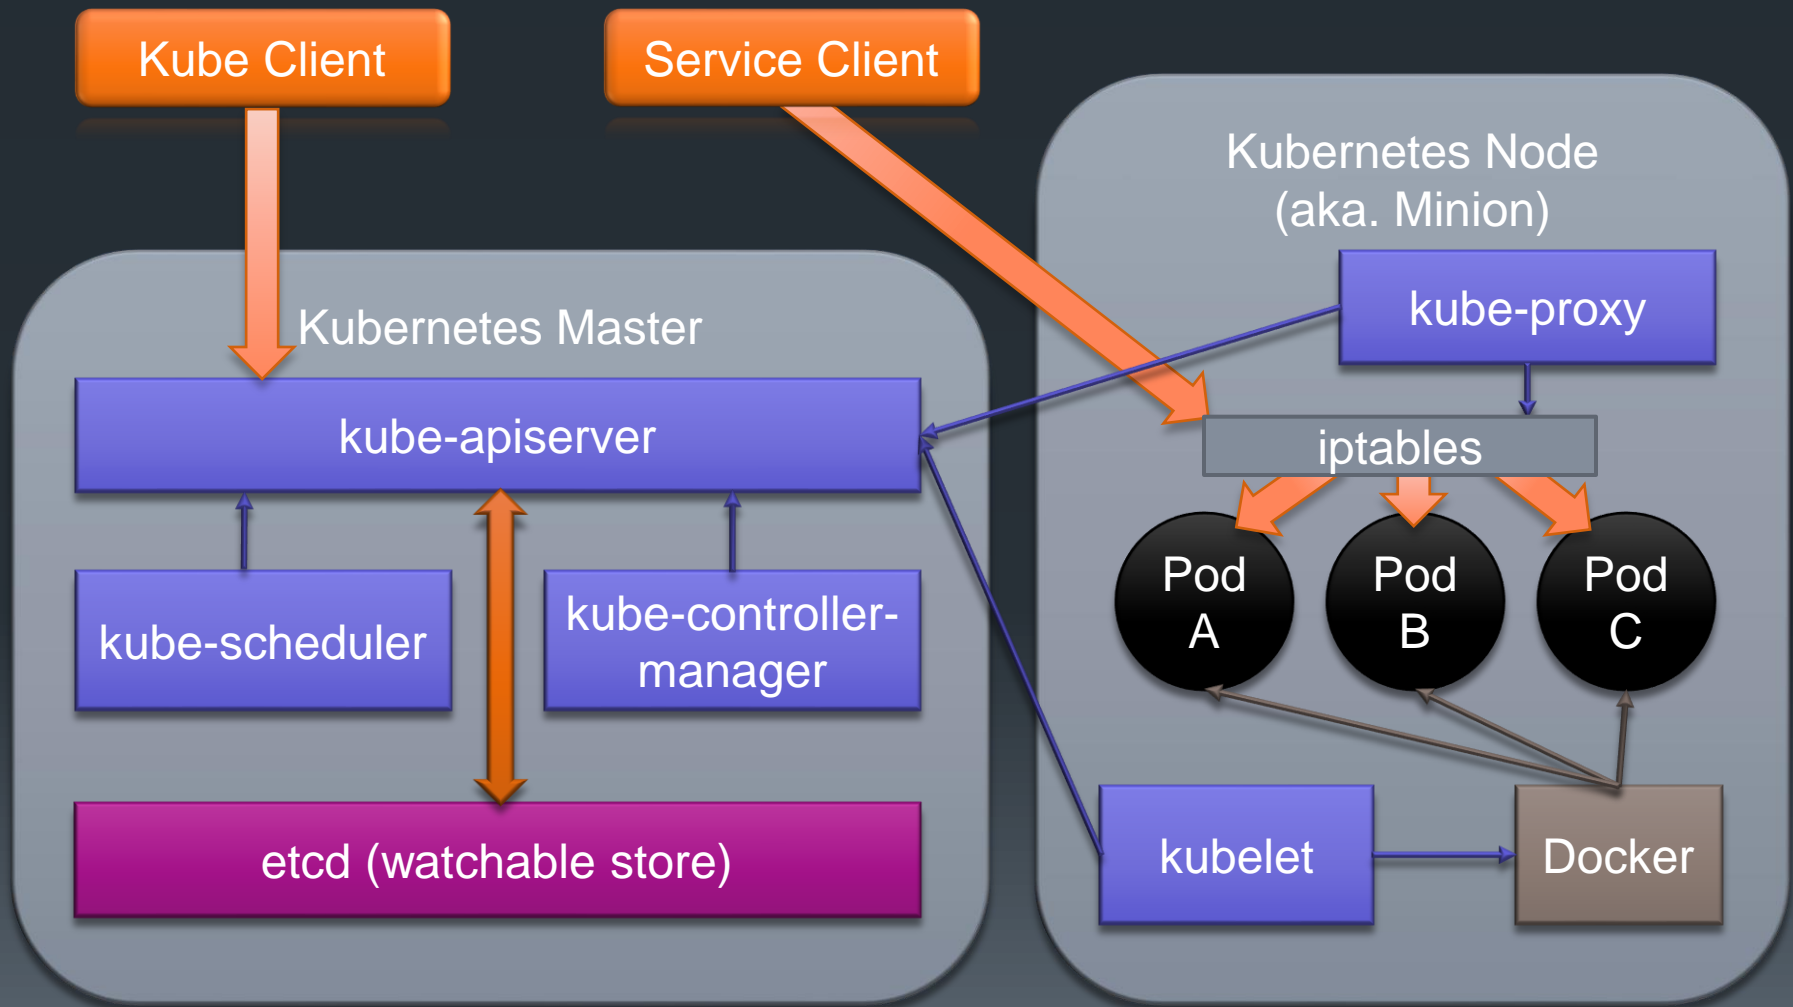 Kube Client
Service Client
Kubernetes Node
(aka. Minion)
kube-proxy
Kubernetes Master
kube-apiserver
iptables
kube-scheduler
kube-controller-
manager
Pod
A
Pod
B
Pod
C
etcd (watchable store)
kubelet
Docker